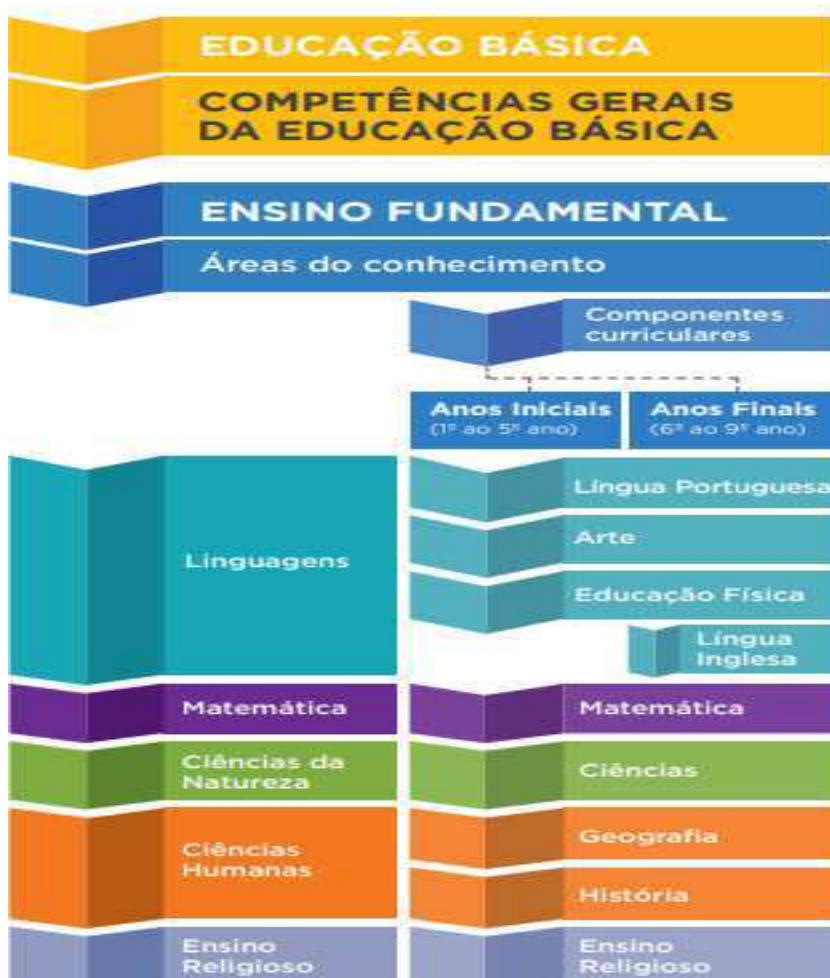 EDUCAÇÃO BÁSICA
COMPETÊNCIAS GERAIS
DA EDUCAÇÃO BÁSICA
ENSINO FUNDAMENTAL
Áreas do conhecimento
Componentes
curriculares
Anos Iniciais
(1º ao 5º ano)
Anos Finais
(6º ao 9º ano)
Linguagens
Língua Portuguesa
Arte
Educação Física
Língua
Inglesa
Matemática
Matemática
Ciências da
Natureza
Ciências
Ciências
Humanas
Geografia
História
Ensino
Religioso
Ensino
Religioso